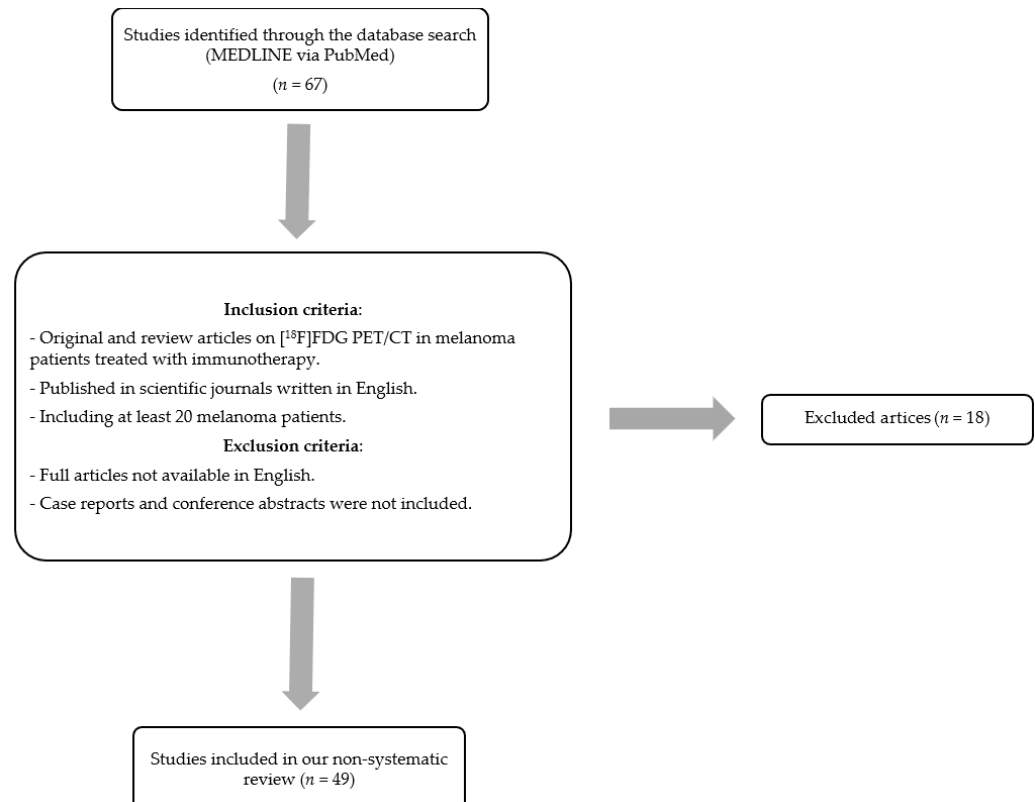 Studies identified through the database search
(MEDLINE via PubMed)
(n = 67)
Inclusion criteria:
- Original and review articles on [¹⁸F]FDG PET/CT in melanoma
patients treated with immunotherapy.
- Published in scientific journals written in English.
- Including at least 20 melanoma patients.
Exclusion criteria:
- Full articles not available in English.
- Case reports and conference abstracts were not included.
Excluded artices (n = 18)
Studies included in our non-systematic
review (n = 49)